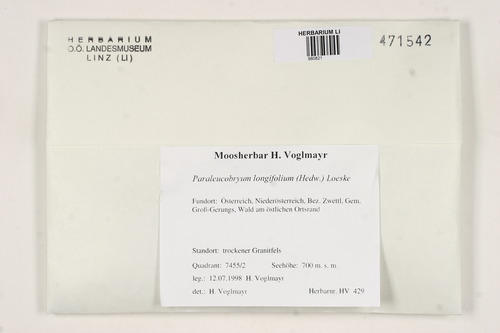 HERBARIUM
O.Ö. LANDESMUSEUM
LINZ (LI)
HERBARIUM LI
471542
Moosherbar H. Voglmayr
Paraleucobryum longifolium (Hedw.) Loeske
Fundort: Österreich, Niederösterreich, Bez. Zwettl, Gem.
Groß-Gerungs, Wald am östlichen Ortsrand
Standort: trockener Granitfels
Quadrant: 7455/2 Seehöhe: 700 m. s. m.
leg.: 12.07.1998 H. Voglmayr
det.: H. Voglmayr Herbarnr. HV 429